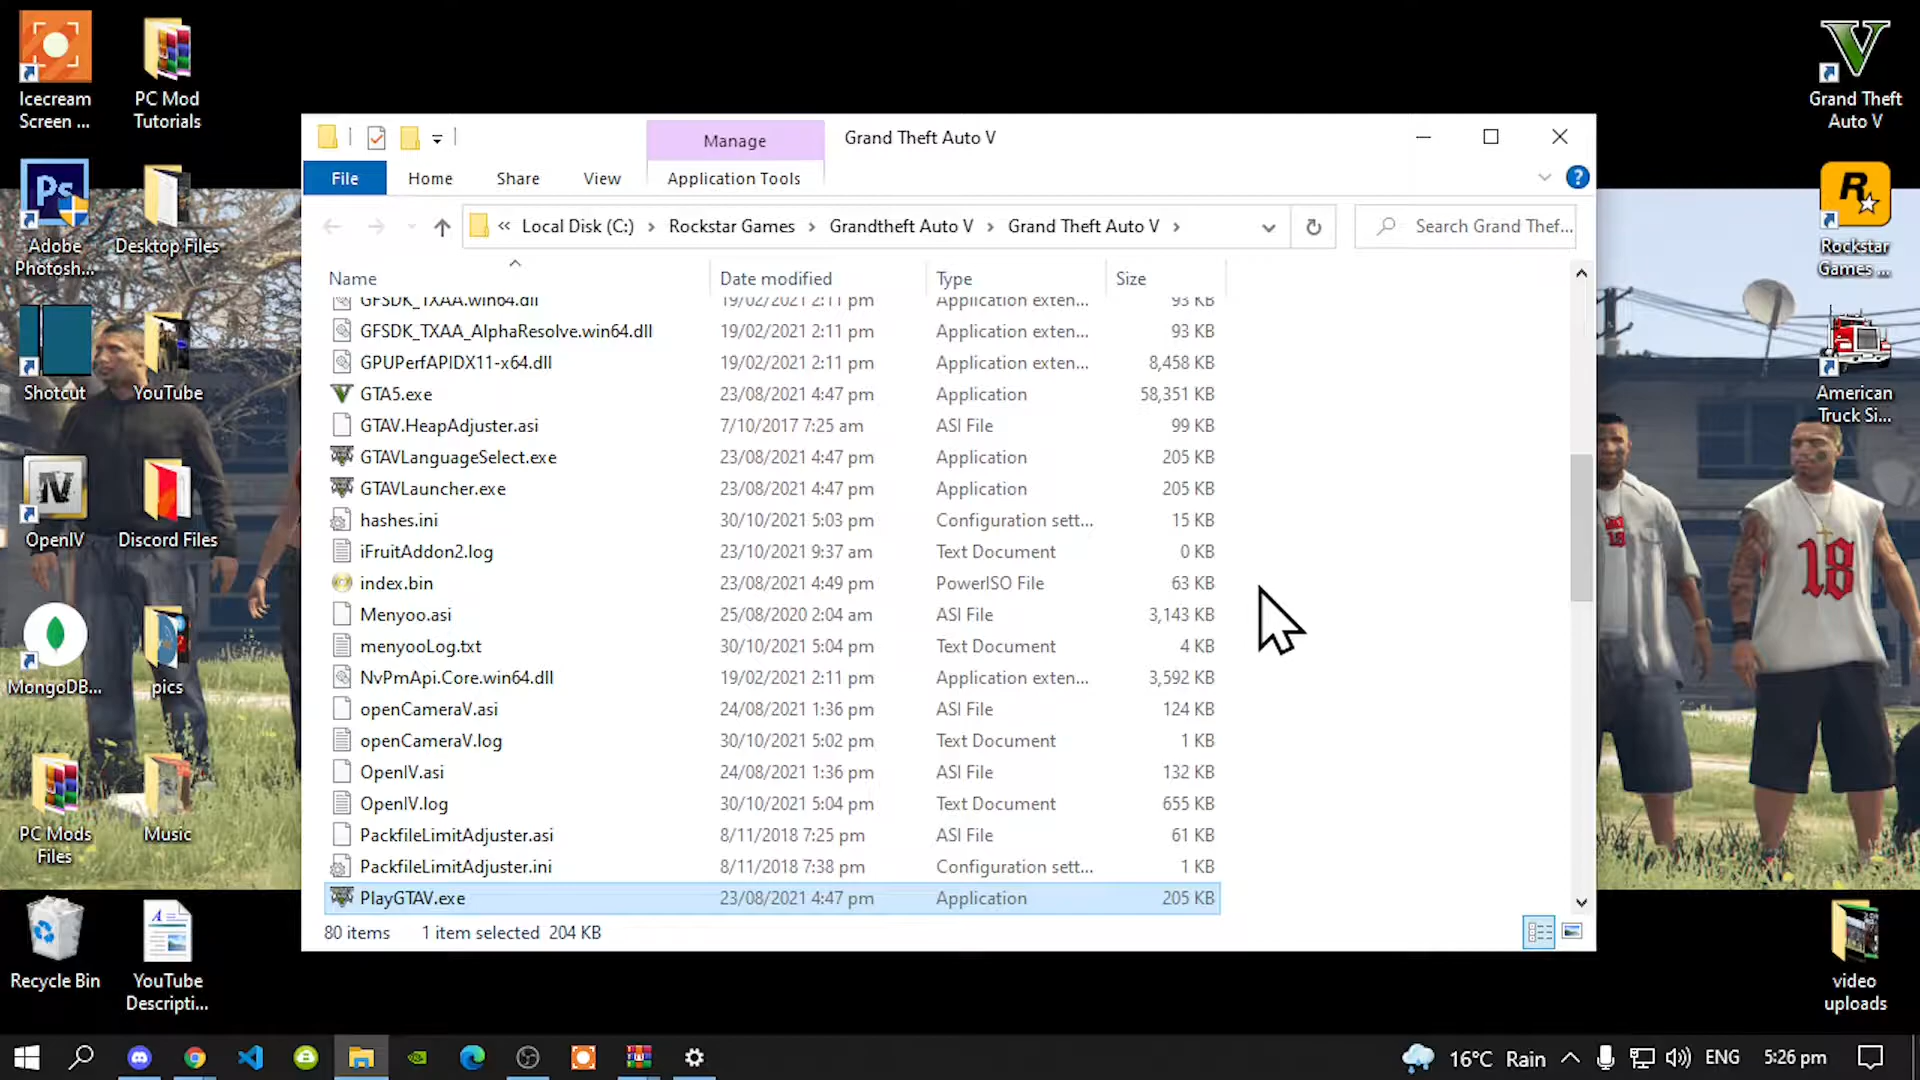 Icecream
Screen ...
PC Mod
Tutorials
Adobe
Photosh...
Desktop Files
Shotcut
YouTube
OpenIV
Discord Files
MongoDB...
pics
PC Mods
Files
Music
Recycle Bin
YouTube
Descripti...
Manage
Grand Theft Auto V
File
Home
Share
View
Application Tools
« Local Disk (C:) › Rockstar Games › Grandtheft Auto V › Grand Theft Auto V ›
Search Grand Thef...
Name Date modified Type Size
GFSDK_TXAA.win64.dll 19/02/2021 2:11 pm Application exten... 93 KB
GFSDK_TXAA_AlphaResolve.win64.dll 19/02/2021 2:11 pm Application exten... 93 KB
GPUPerfAPIDX11-x64.dll 19/02/2021 2:11 pm Application exten... 8,458 KB
GTA5.exe 23/08/2021 4:47 pm Application 58,351 KB
GTAV.HeapAdjuster.asi 7/10/2017 7:25 am ASI File 99 KB
GTAVLanguageSelect.exe 23/08/2021 4:47 pm Application 205 KB
GTAVLauncher.exe 23/08/2021 4:47 pm Application 205 KB
hashes.ini 30/10/2021 5:03 pm Configuration sett... 15 KB
iFruitAddon2.log 23/10/2021 9:37 am Text Document 0 KB
index.bin 23/08/2021 4:49 pm PowerISO File 63 KB
Menyoo.asi 25/08/2020 2:04 am ASI File 3,143 KB
menyooLog.txt 30/10/2021 5:04 pm Text Document 4 KB
NvPmApi.Core.win64.dll 19/02/2021 2:11 pm Application exten... 3,592 KB
openCameraV.asi 24/08/2021 1:36 pm ASI File 124 KB
openCameraV.log 30/10/2021 5:02 pm Text Document 1 KB
OpenIV.asi 24/08/2021 1:36 pm ASI File 132 KB
OpenIV.log 30/10/2021 5:04 pm Text Document 655 KB
PackfileLimitAdjuster.asi 8/11/2018 7:25 pm ASI File 61 KB
PackfileLimitAdjuster.ini 8/11/2018 7:38 pm Configuration sett... 1 KB
PlayGTAV.exe 23/08/2021 4:47 pm Application 205 KB
80 items 1 item selected 204 KB
Grand Theft
Auto V
Rockstar
Games ...
American
Truck Si...
18
18
video
uploads
16°C Rain
ENG
5:26 pm